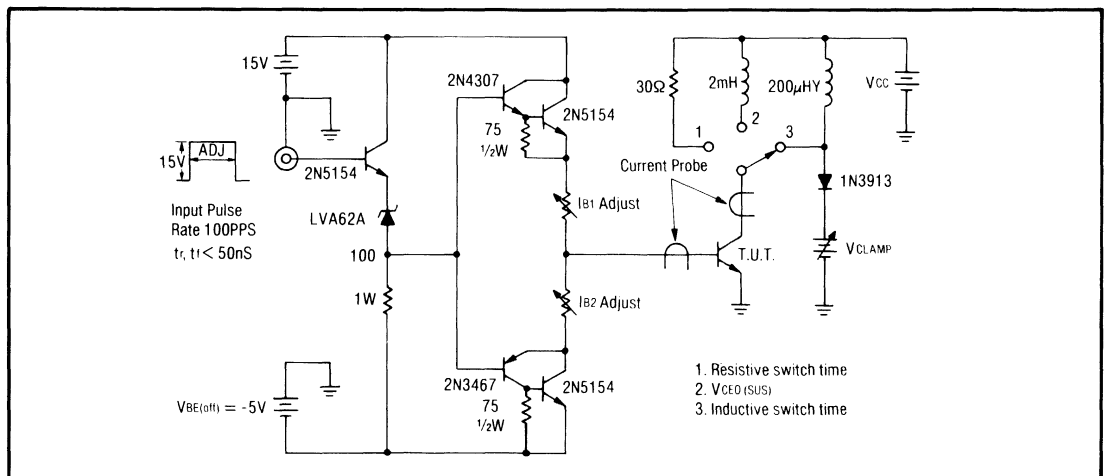 15V
2N4307
2N5154
75
½W
30Ω
2mH
200μHY
VCC
1
2
3
15V
ADJ
2N5154
Input Pulse
Rate 100PPS
tr, tf < 50nS
LVA62A
100
1W
IB1 Adjust
Current Probe
1N3913
T.U.T.
VCLAMP
IB2 Adjust
2N3467
2N5154
75
½W
VBE(off) = -5V
1. Resistive switch time
2. VCEO (SUS)
3. Inductive switch time